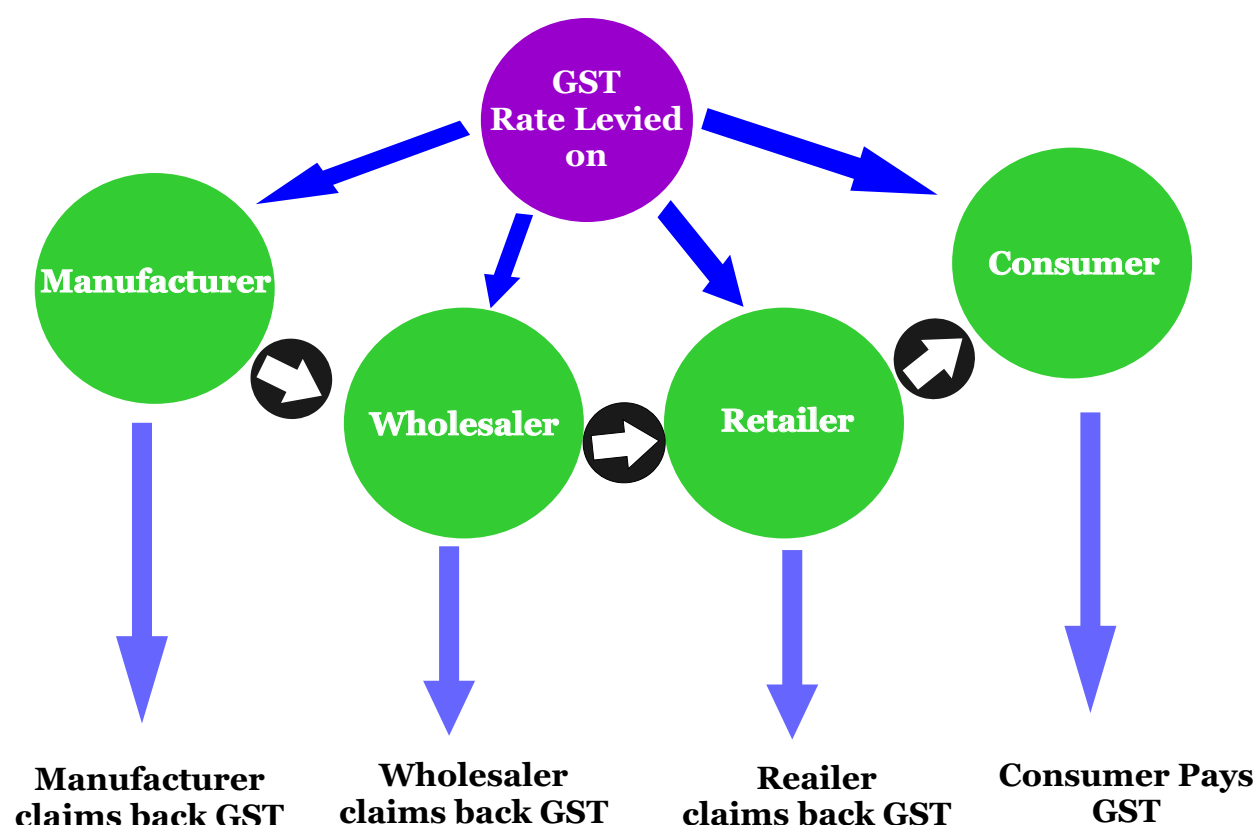 GST
Rate Levied
on
Manufacturer
Consumer
Wholesaler
Retailer
Manufacturer
claims back GST
Wholesaler
claims back GST
Reailer
claims back GST
Consumer Pays
GST